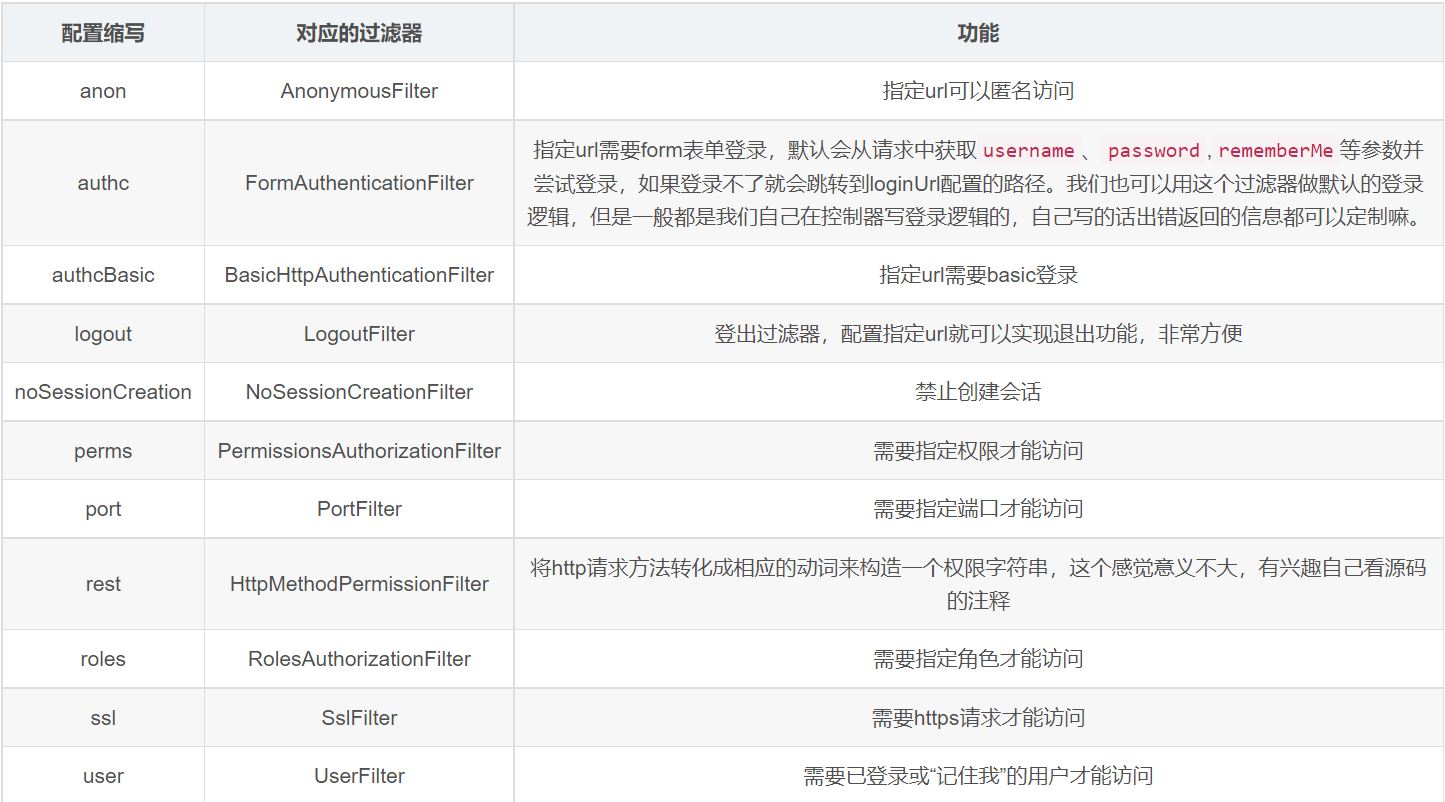 配置缩写 对应的过滤器 功能
anon AnonymousFilter 指定url可以匿名访问
指定url需要form表单登录，默认会从请求中获取 username 、 password , rememberMe 等参数并
authc FormAuthenticationFilter 尝试登录，如果登录不了就会跳转到loginUrl配置的路径。我们也可以用这个过滤器做默认的登录
逻辑，但是一般都是我们自己在控制器写登录逻辑的，自己写的话出错返回的信息都可以定制嘛。
authcBasic BasicHttpAuthenticationFilter 指定url需要basic登录
logout LogoutFilter 登出过滤器，配置指定url就可以实现退出功能，非常方便
noSessionCreation NoSessionCreationFilter 禁止创建会话
perms PermissionsAuthorizationFilter 需要指定权限才能访问
port PortFilter 需要指定端口才能访问
rest HttpMethodPermissionFilter 将http请求方法转化成相应的动词来构造一个权限字符串，这个感觉意义不大，有兴趣自己看源码
的注释
roles RolesAuthorizationFilter 需要指定角色才能访问
ssl SslFilter 需要https请求才能访问
user UserFilter 需要已登录或“记住我”的用户才能访问